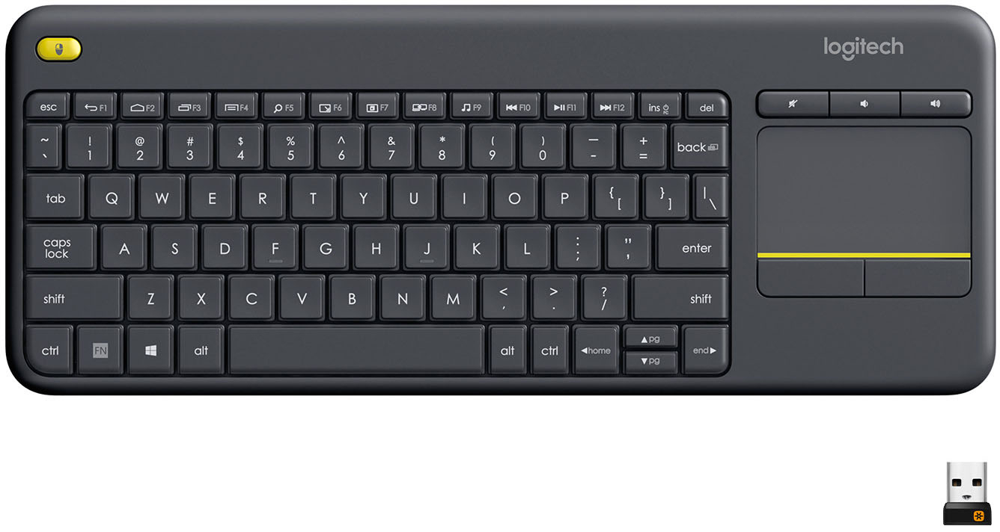 logitech
esc F1 F2 F3 F4 F5 F6 F7 F8 F9 F10 F11 F12 ins del
~ ! @ # $ % ^ & * ( ) — +
` 1 2 3 4 5 6 7 8 9 0 - = back
tab Q W E R T Y U I O P { [ } ] | \
caps
lock A S D F G H J K L : ; " ' enter
shift Z X C V B N M < , > . ? / shift
ctrl FN alt alt ctrl ◀home ▲pg end▶
▼pg